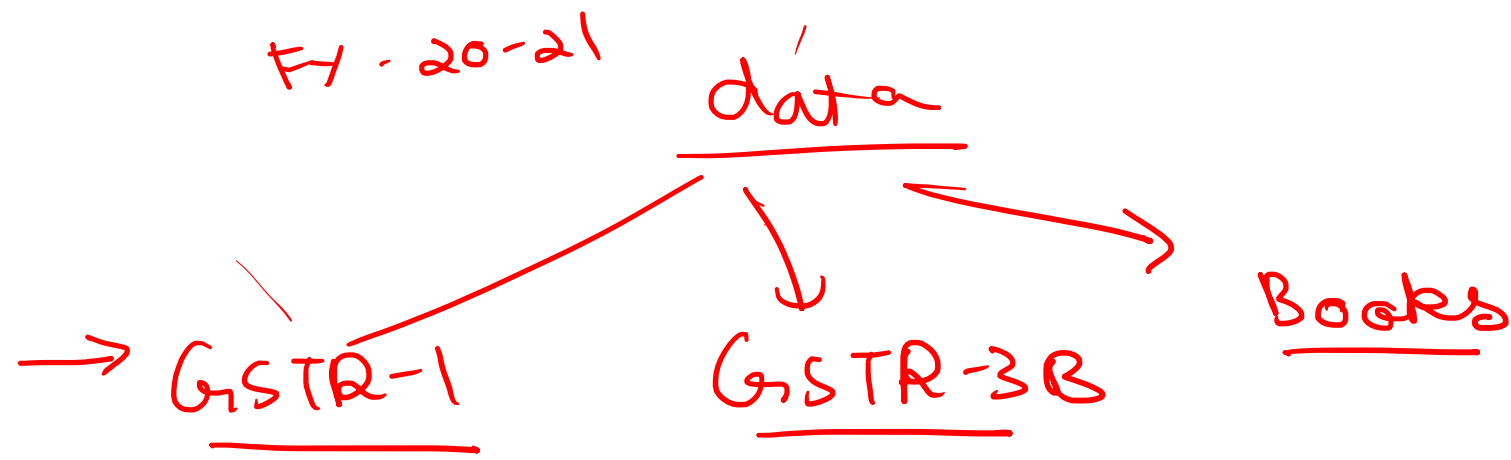 FY - 20-21
data
Books
→ GSTR-1
GSTR-3B